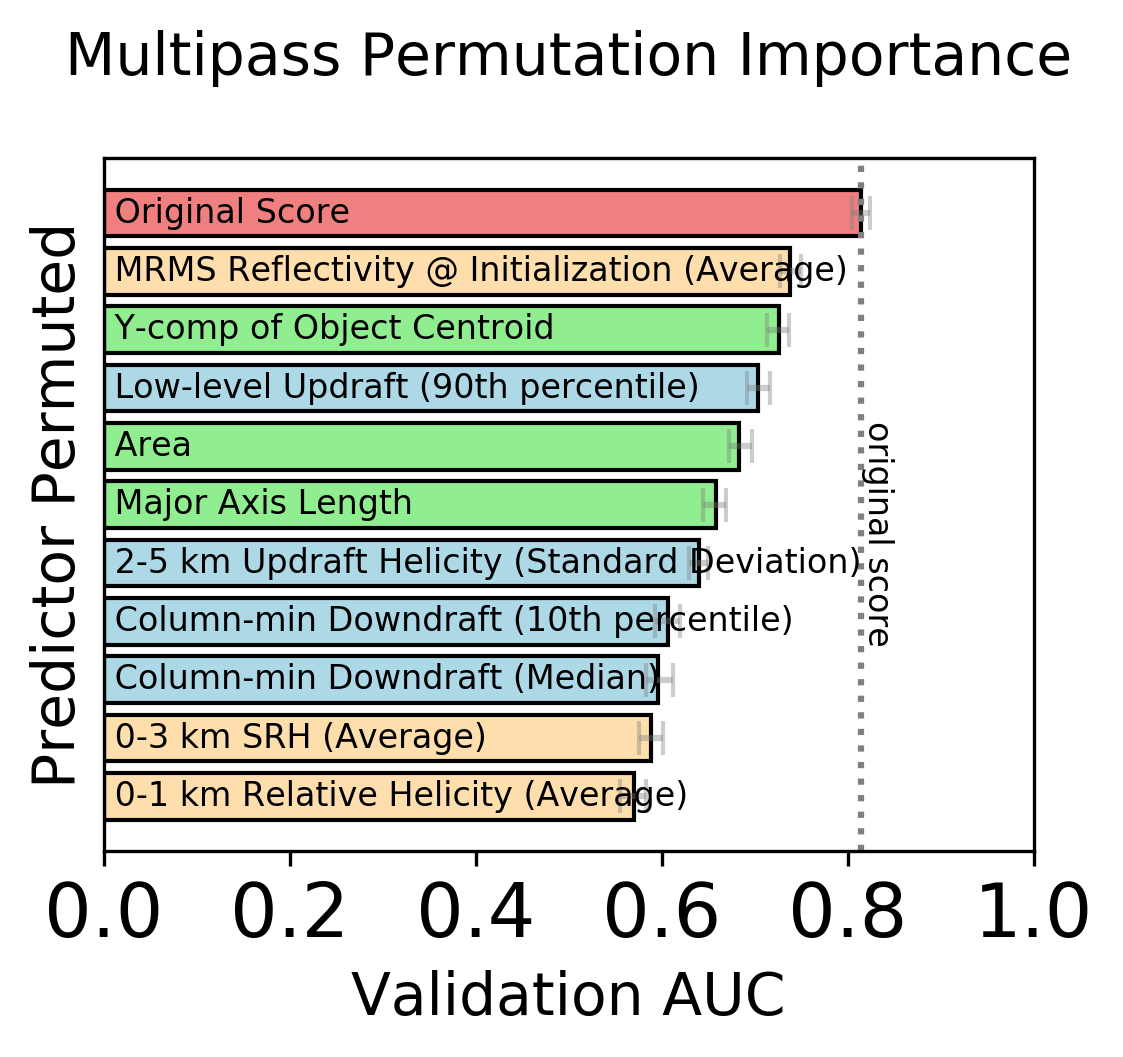 Multipass Permutation Importance
Predictor Permuted
Original Score
MRMS Reflectivity @ Initialization (Average)
Y-comp of Object Centroid
Low-level Updraft (90th percentile)
Area
Major Axis Length
2-5 km Updraft Helicity (Standard Deviation)
Column-min Downdraft (10th percentile)
Column-min Downdraft (Median)
0-3 km SRH (Average)
0-1 km Relative Helicity (Average)
original score
0.0 0.2 0.4 0.6 0.8 1.0
Validation AUC